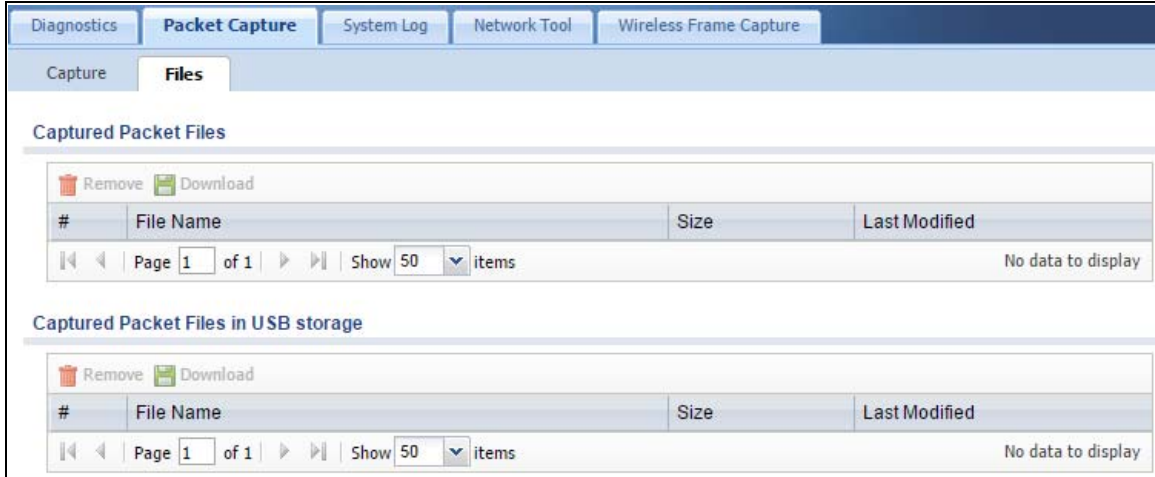 Diagnostics Packet Capture System Log Network Tool Wireless Frame Capture
Capture Files
Captured Packet Files
Remove Download
# File Name Size Last Modified
Page 1 of 1 Show 50 items No data to display
Captured Packet Files in USB storage
Remove Download
# File Name Size Last Modified
Page 1 of 1 Show 50 items No data to display